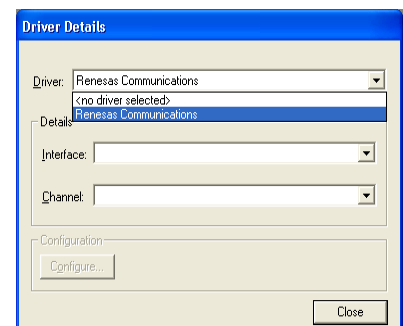 Driver Details
Driver: Renesas Communications
<no driver selected>
Renesas Communications
Details
Interface:
Channel:
Configuration
Configure...
Close